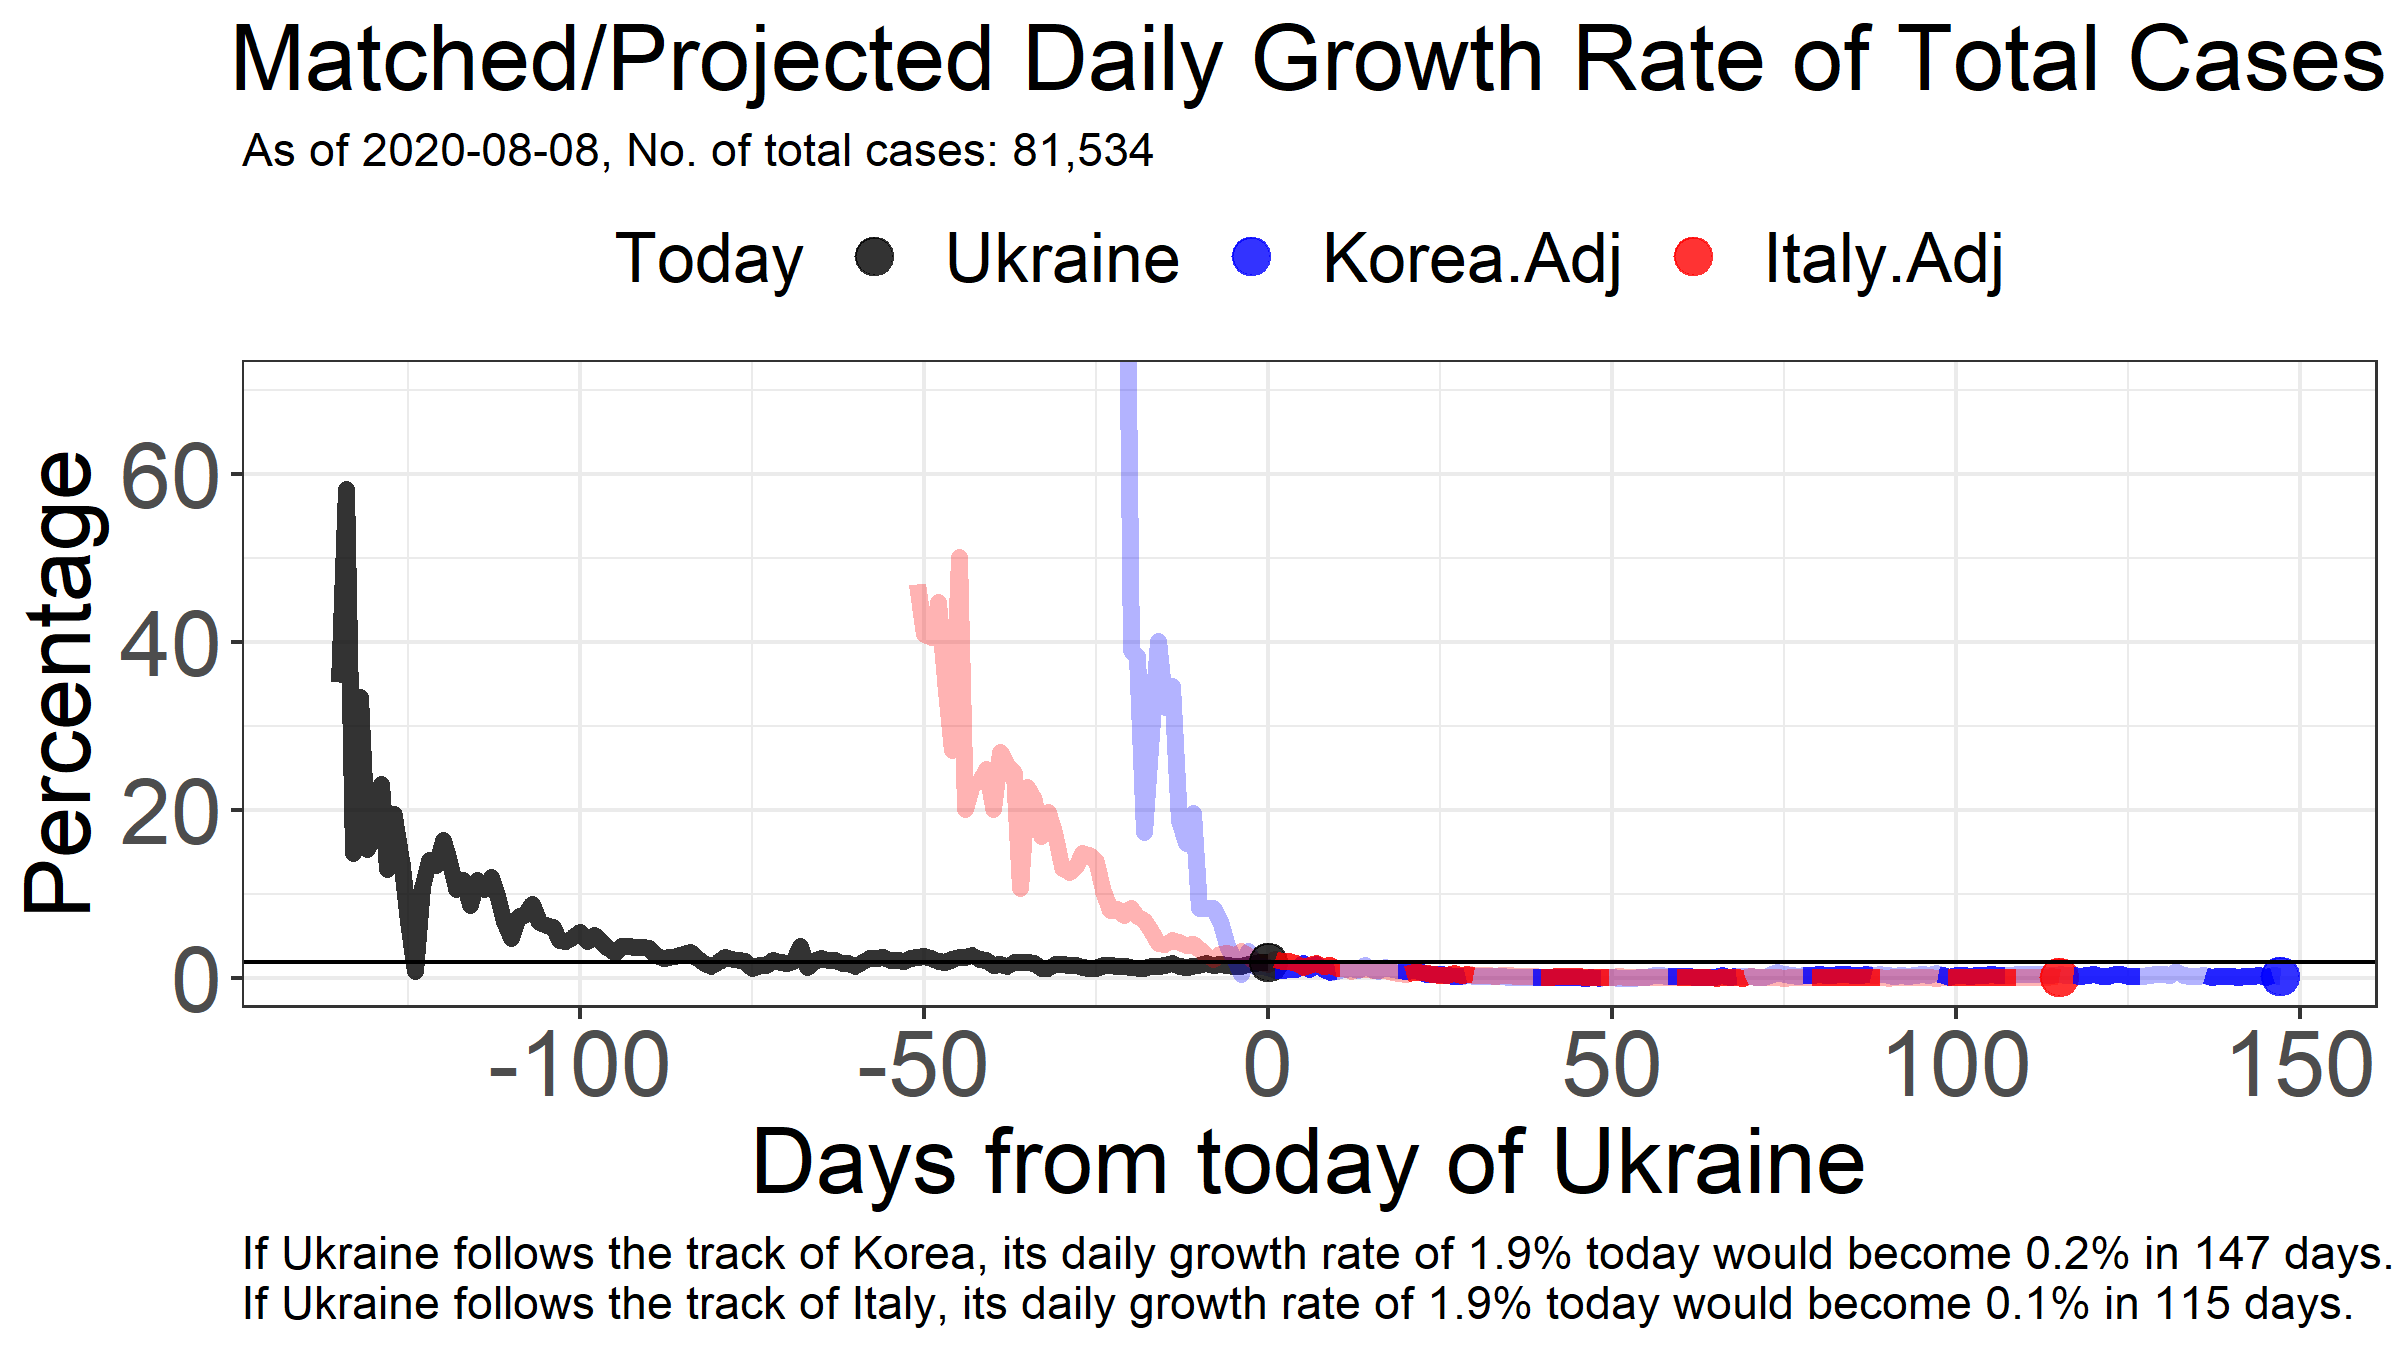 Matched/Projected Daily Growth Rate of Total Cases
As of 2020-08-08, No. of total cases: 81,534
Today Ukraine Korea.Adj Italy.Adj
Percentage
60
40
20
0
-100 -50 0 50 100 150
Days from today of Ukraine
If Ukraine follows the track of Korea, its daily growth rate of 1.9% today would become 0.2% in 147 days.
If Ukraine follows the track of Italy, its daily growth rate of 1.9% today would become 0.1% in 115 days.